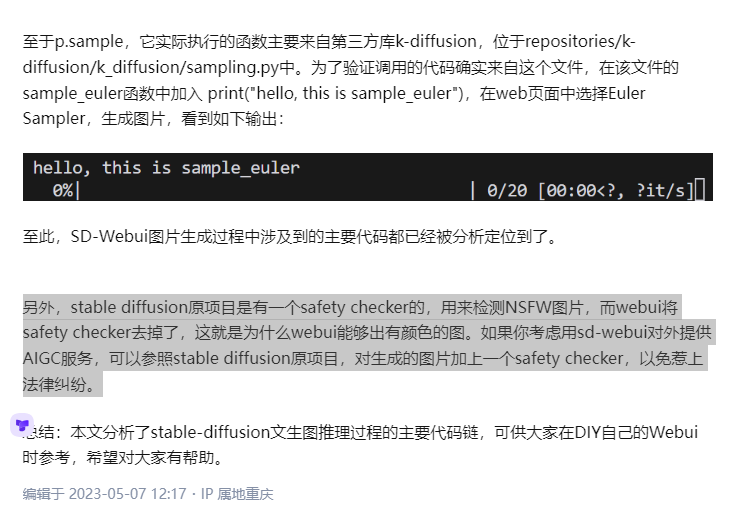 至于p.sample，它实际执行的函数主要来自第三方库k-diffusion，位于repositories/k-
diffusion/k_diffusion/sampling.py中。为了验证调用的代码确实来自这个文件，在该文件的
sample_euler函数中加入 print("hello, this is sample_euler")，在web页面中选择Euler
Sampler，生成图片，看到如下输出：
hello, this is sample_euler
0%| | 0/20 [00:00<?, ?it/s]
至此，SD-Webui图片生成过程中涉及到的主要代码都已经被分析定位到了。
另外，stable diffusion原项目是有一个safety checker的，用来检测NSFW图片，而webui将
safety checker去掉了，这就是为什么webui能够出有颜色的图。如果你考虑用sd-webui对外提供
AIGC服务，可以参照stable diffusion原项目，对生成的图片加上一个safety checker，以免惹上
法律纠纷。
总结：本文分析了stable-diffusion文生图推理过程的主要代码链，可供大家在DIY自己的Webui
时参考，希望对大家有帮助。
编辑于 2023-05-07 12:17・IP 属地重庆